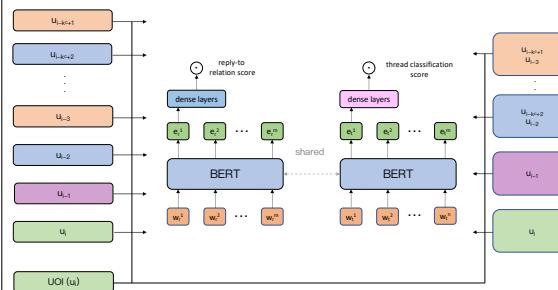 u_{i-k^c+1}
u_{i-k^c+2}
u_{i-3}
u_{i-2}
u_{i-1}
u_i
UOI (u_i)
reply-to
relation score
dense layers
e_r^1 e_r^2 ... e_r^m
BERT
w_r^1 w_r^2 ... w_r^m
shared
thread classification
score
dense layers
e_t^1 e_t^2 ... e_t^m
BERT
w_t^1 w_t^2 ... w_t^n
u_{i-k^c+1}
u_{i-3}
u_{i-k^c+2}
u_{i-2}
u_{i-1}
u_i